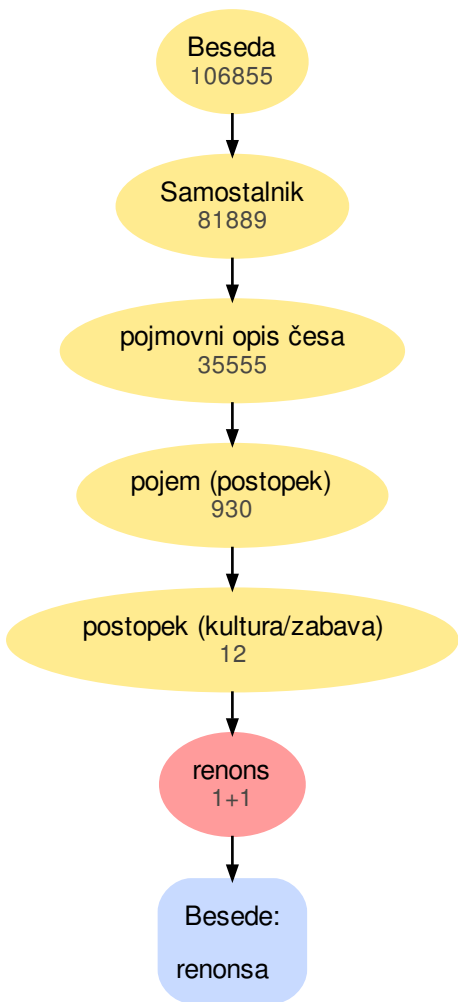 Beseda
106855
Samostalnik
81889
pojmovni opis česa
35555
pojem (postopek)
930
postopek (kultura/zabava)
12
renons
1+1
Besede:
renonsa